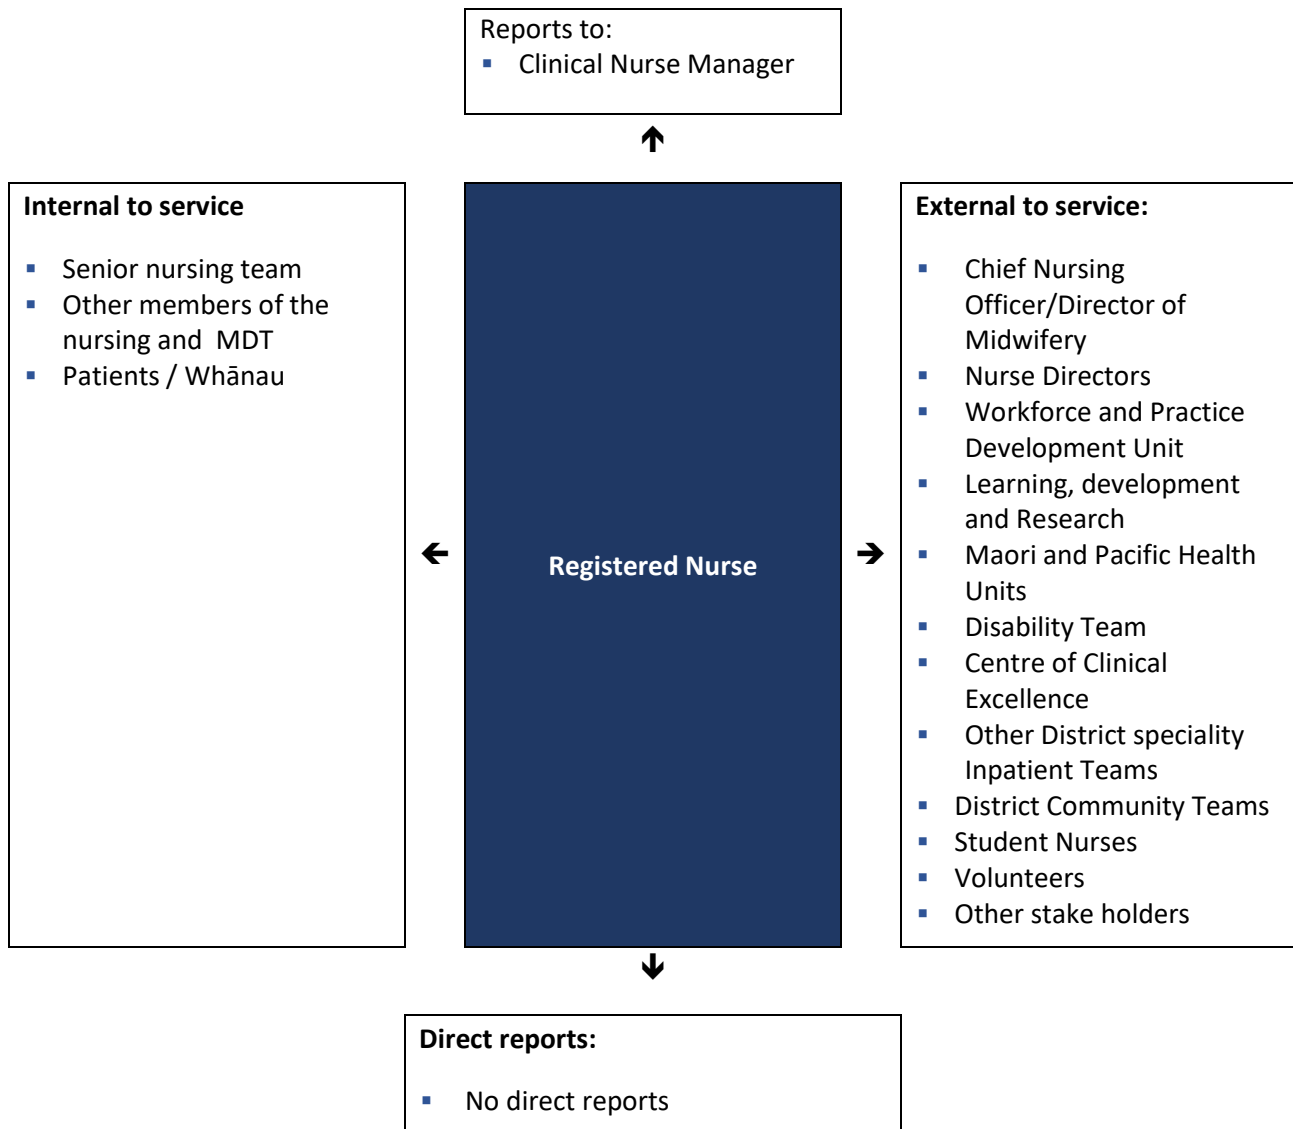 Reports to:
▪ Clinical Nurse Manager
Internal to service
▪ Senior nursing team
▪ Other members of the
nursing and MDT
▪ Patients / Whānau
Registered Nurse
External to service:
▪ Chief Nursing
Officer/Director of
Midwifery
▪ Nurse Directors
▪ Workforce and Practice
Development Unit
▪ Learning, development
and Research
▪ Maori and Pacific Health
Units
▪ Disability Team
▪ Centre of Clinical
Excellence
▪ Other District speciality
Inpatient Teams
▪ District Community Teams
▪ Student Nurses
▪ Volunteers
▪ Other stake holders
Direct reports:
▪ No direct reports